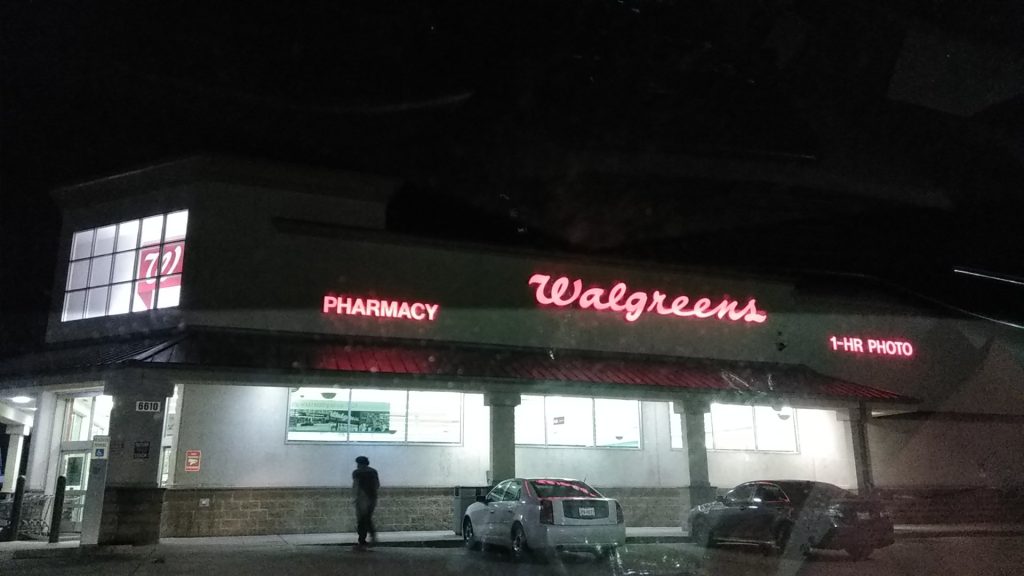 W
PHARMACY
Walgreens
1-HR PHOTO
6610